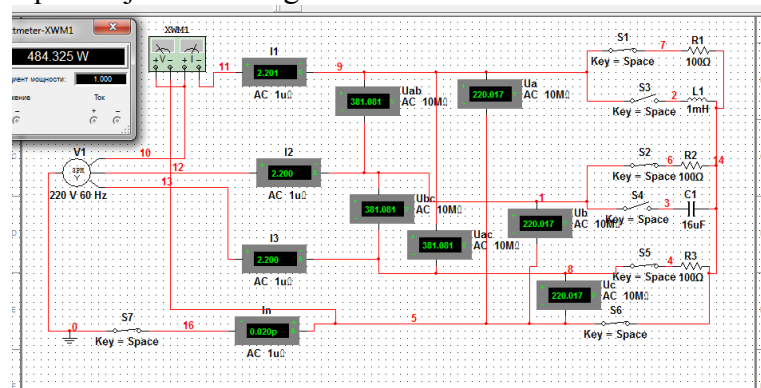 ttmeter-XWM1
484.325 W
циент мощности:
1.000
жение
Ток
+ −
XWM1
+V− +I−
11
I1
2.201
AC 1uΩ
9
Uab
381.081
AC 10MΩ
Ua
220.017
AC 10MΩ
S1
Key = Space
7
R1
100Ω
S3
Key = Space
2
L1
1mH
V1
3PH
Y
220 V 60 Hz
10
12
13
I2
2.200
AC 1uΩ
Ubc
381.081
AC 10MΩ
Uac
381.081
AC 10MΩ
1
Ub
220.017
AC 10MΩ
S2
Key = Space
6
R2
100Ω
14
S4
Key = Space
3
C1
16uF
I3
2.200
AC 1uΩ
S5
Key = Space
4
R3
100Ω
8
Uc
220.017
AC 10MΩ
S6
Key = Space
0
S7
Key = Space
16
In
0.020p
AC 1uΩ
5